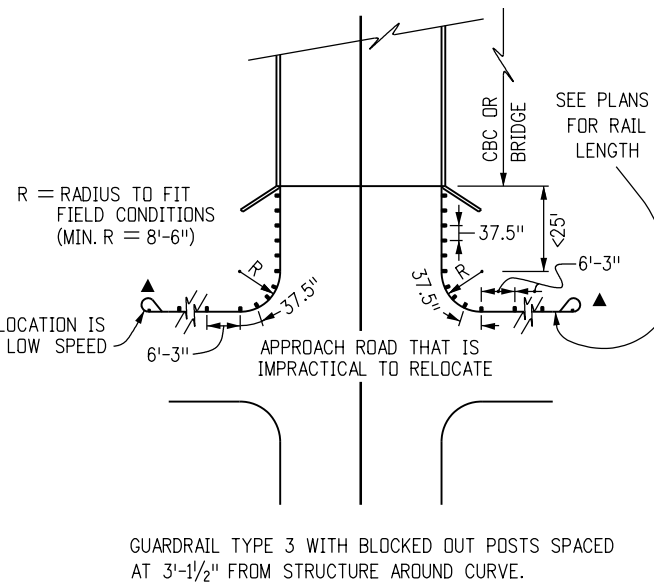 CBC OR
BRIDGE
SEE PLANS
FOR RAIL
LENGTH
R = RADIUS TO FIT
FIELD CONDITIONS
(MIN. R = 8'-6")
37.5"
<25'
6'-3"
R
37.5"
R
37.5"
LOCATION IS
LOW SPEED
6'-3"
APPROACH ROAD THAT IS
IMPRACTICAL TO RELOCATE
GUARDRAIL TYPE 3 WITH BLOCKED OUT POSTS SPACED
AT 3'-1½" FROM STRUCTURE AROUND CURVE.